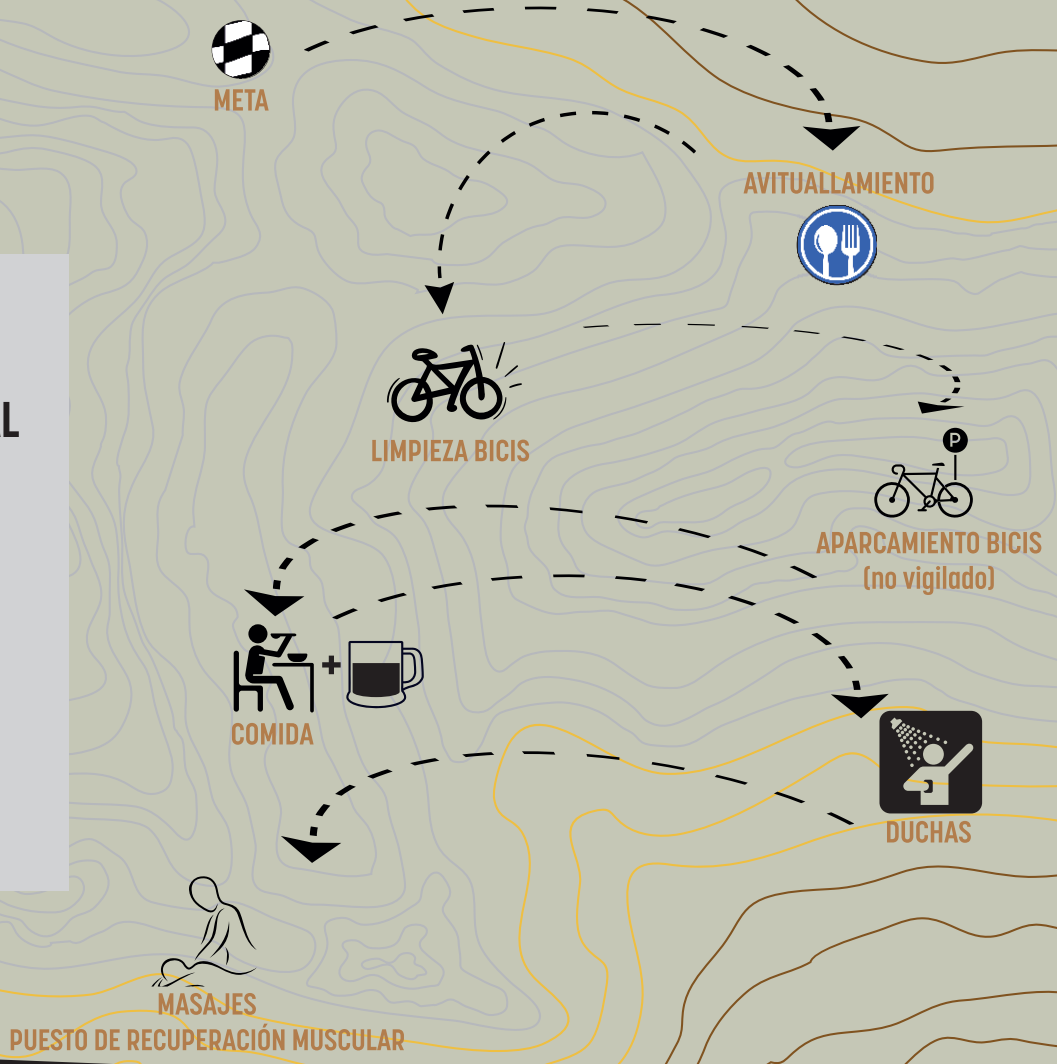 META
AVITUALLAMIENTO
LIMPIEZA BICIS
P
APARCAMIENTO BICIS
(no vigilado)
+
COMIDA
DUCHAS
MASAJES
PUESTO DE RECUPERACIÓN MUSCULAR